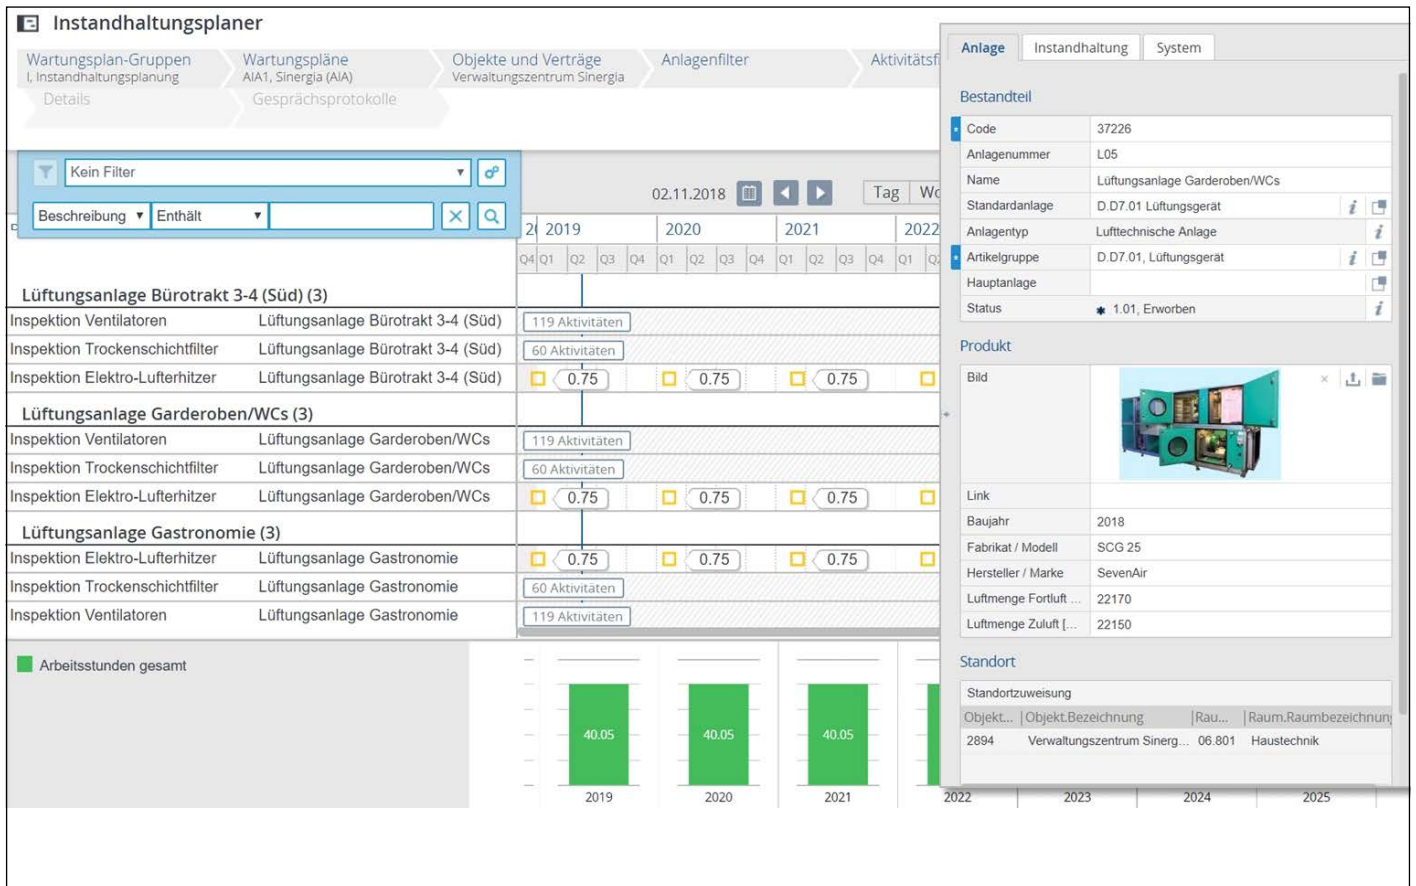 Instandhaltungsplaner
Wartungsplan-Gruppen
I, Instandhaltungsplanung
Wartungspläne
AIA1, Sinergia (AIA)
Objekte und Verträge
Verwaltungszentrum Sinergia
Anlagenfilter
Aktivitätsf
Details
Gesprächsprotokolle
Kein Filter
Beschreibung Enthält
02.11.2018 Tag Wo
2019 2020 2021 2022
Q4 Q1 Q2 Q3 Q4 Q1 Q2 Q3 Q4 Q1 Q2 Q3 Q4 Q1
Lüftungsanlage Bürotrakt 3-4 (Süd) (3)
Inspektion Ventilatoren Lüftungsanlage Bürotrakt 3-4 (Süd) 119 Aktivitäten
Inspektion Trockenschichtfilter Lüftungsanlage Bürotrakt 3-4 (Süd) 60 Aktivitäten
Inspektion Elektro-Lufterhitzer Lüftungsanlage Bürotrakt 3-4 (Süd) 0.75 0.75 0.75
Lüftungsanlage Garderoben/WCs (3)
Inspektion Ventilatoren Lüftungsanlage Garderoben/WCs 119 Aktivitäten
Inspektion Trockenschichtfilter Lüftungsanlage Garderoben/WCs 60 Aktivitäten
Inspektion Elektro-Lufterhitzer Lüftungsanlage Garderoben/WCs 0.75 0.75 0.75
Lüftungsanlage Gastronomie (3)
Inspektion Elektro-Lufterhitzer Lüftungsanlage Gastronomie 0.75 0.75 0.75
Inspektion Trockenschichtfilter Lüftungsanlage Gastronomie 60 Aktivitäten
Inspektion Ventilatoren Lüftungsanlage Gastronomie 119 Aktivitäten
Arbeitsstunden gesamt
40.05 40.05 40.05
2019 2020 2021 2022 2023 2024 2025
Anlage Instandhaltung System
Bestandteil
Code 37226
Anlagenummer L05
Name Lüftungsanlage Garderoben/WCs
Standardanlage D.D7.01 Lüftungsgerät
Anlagentyp Lufttechnische Anlage
Artikelgruppe D.D7.01, Lüftungsgerät
Hauptanlage
Status 1.01, Erworben
Produkt
Bild
Link
Baujahr 2018
Fabrikat / Modell SCG 25
Hersteller / Marke SevenAir
Luftmenge Fortluft ... 22170
Luftmenge Zuluft [... 22150
Standort
Standortzuweisung
Objekt... Objekt.Bezeichnung Rau... Raum.Raumbezeichnung
2894 Verwaltungszentrum Sinerg... 06.801 Haustechnik